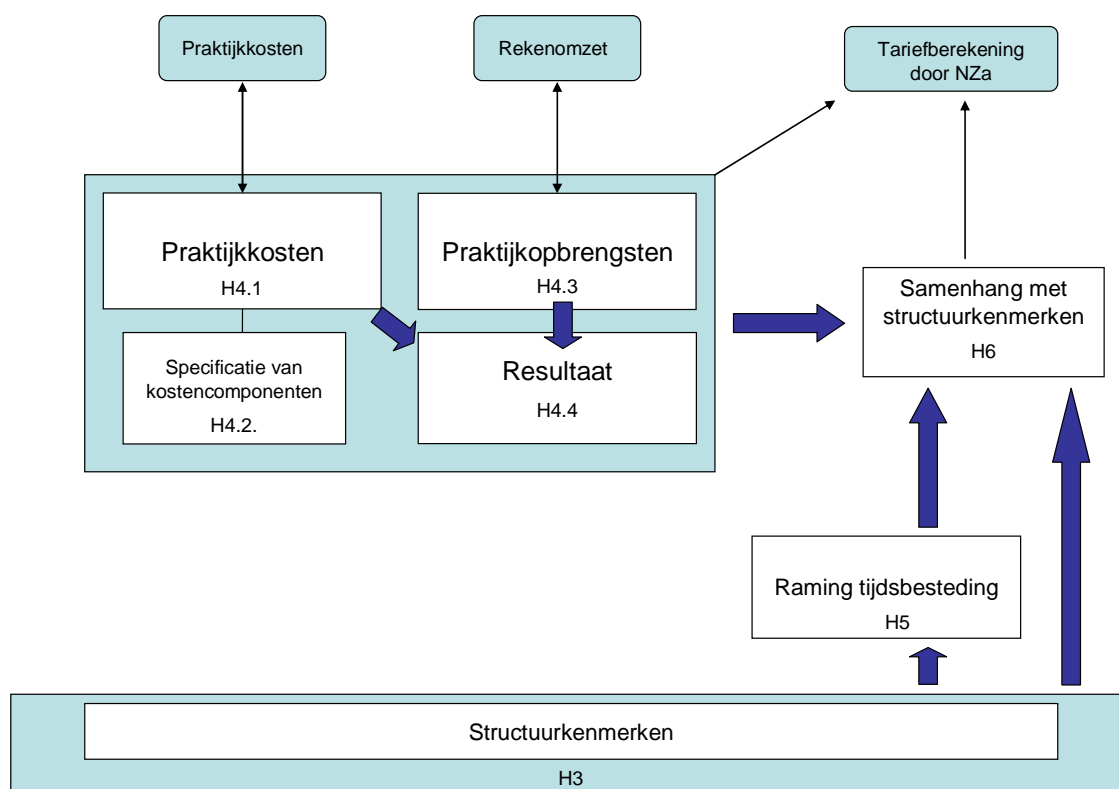 Praktijkkosten
Rekenomzet
Tariefberekening
door NZa
Praktijkkosten
H4.1
Praktijkopbrengsten
H4.3
Specificatie van
kostencomponenten
H4.2.
Resultaat
H4.4
Samenhang met
structuurkenmerken
H6
Raming tijdsbesteding
H5
Structuurkenmerken
H3